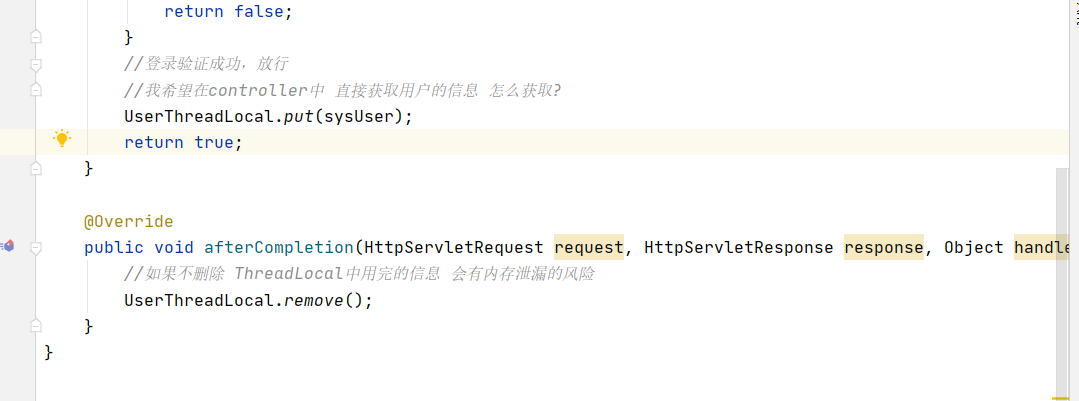 return false;
}
//登录验证成功，放行
//我希望在controller中 直接获取用户的信息 怎么获取?
UserThreadLocal.put(sysUser);
return true;
}
@Override
public void afterCompletion(HttpServletRequest request, HttpServletResponse response, Object handle
//如果不删除 ThreadLocal中用完的信息 会有内存泄漏的风险
UserThreadLocal.remove();
}
}